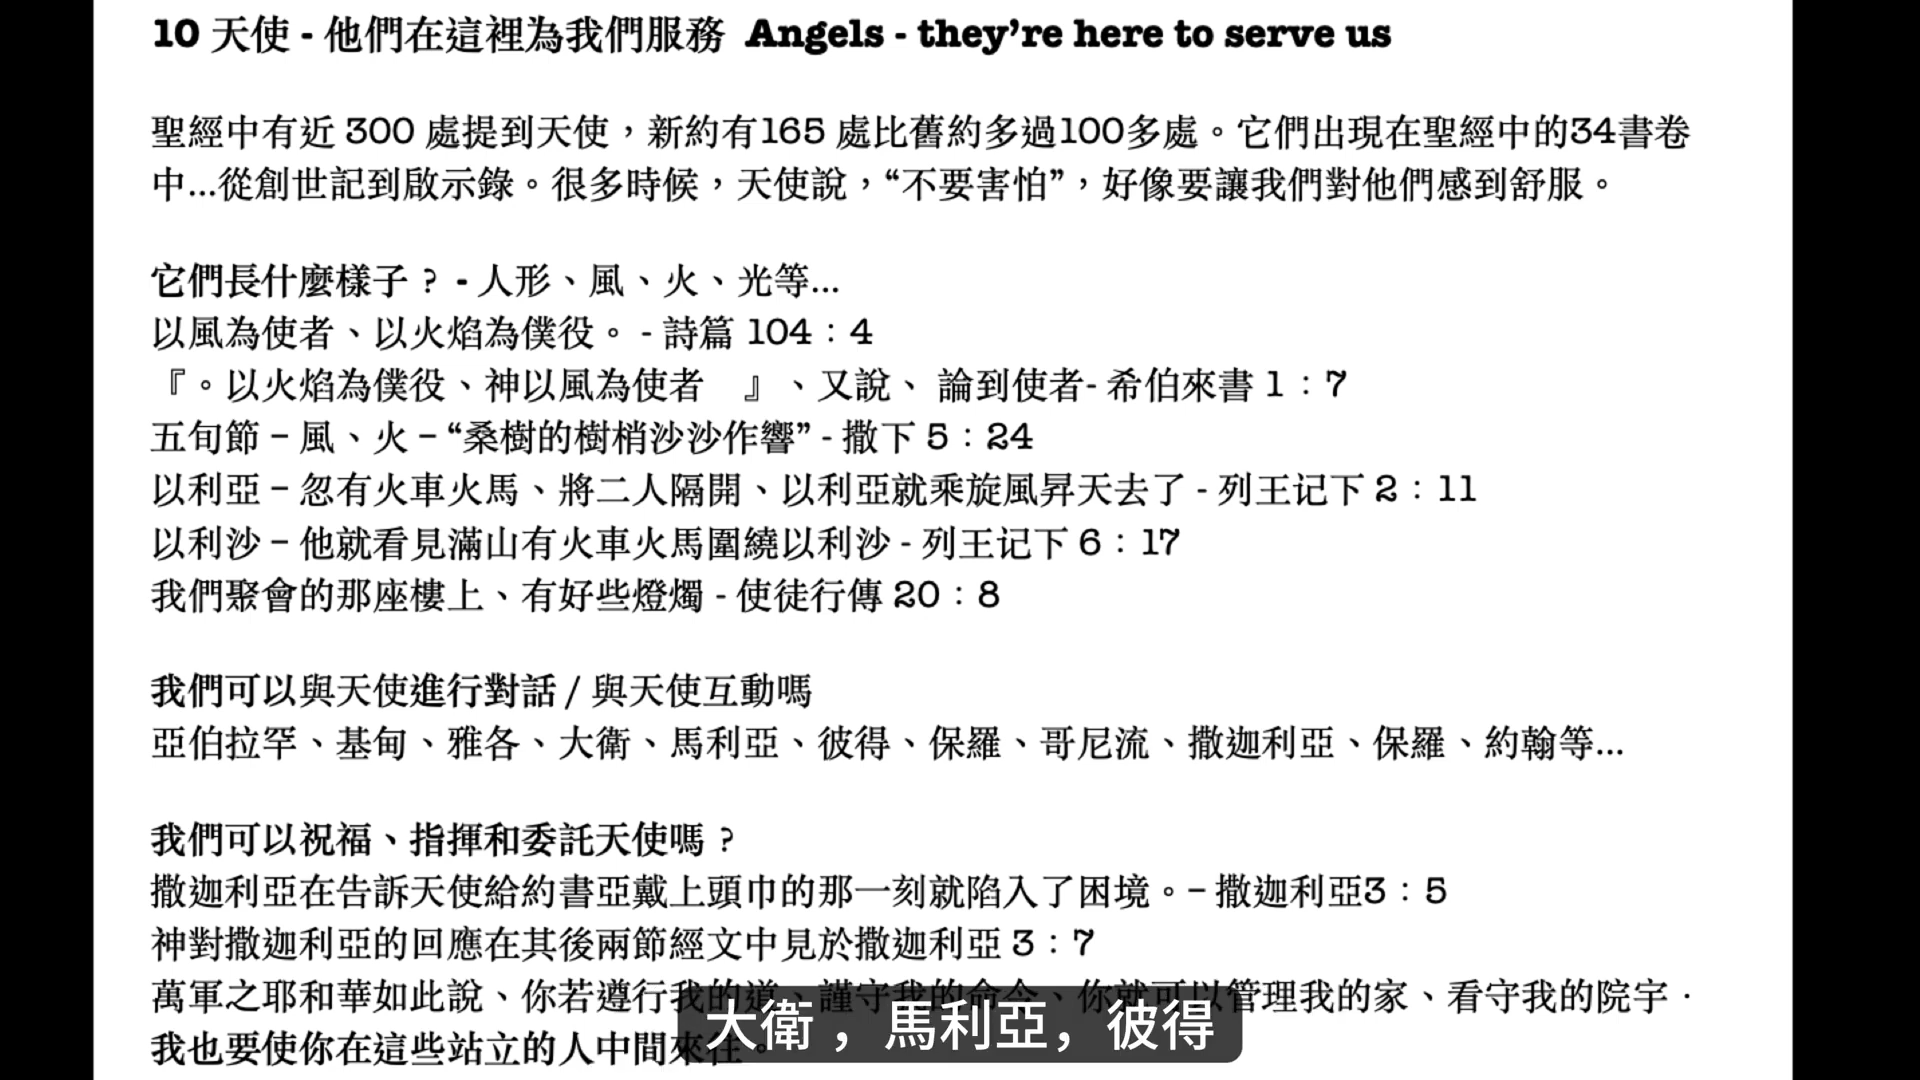 10 天使 - 他們在這裡為我們服務 Angels - they’re here to serve us
聖經中有近 300 處提到天使，新約有165 處比舊約多過100多處。它們出現在聖經中的34書卷
中...從創世記到啟示錄。很多時候，天使說，“不要害怕”，好像要讓我們對他們感到舒服。
它們長什麼樣子？ - 人形、風、火、光等...
以風為使者、以火焰為僕役。 - 詩篇 104：4
『。以火焰為僕役、神以風為使者　』、又說、 論到使者- 希伯來書 1：7
五旬節 – 風、火 – “桑樹的樹梢沙沙作響” - 撒下 5：24
以利亞 – 忽有火車火馬、將二人隔開、以利亞就乘旋風昇天去了 - 列王记下 2：11
以利沙 – 他就看見滿山有火車火馬圍繞以利沙 - 列王记下 6：17
我們聚會的那座樓上、有好些燈燭 - 使徒行傳 20：8
我們可以與天使進行對話 / 與天使互動嗎
亞伯拉罕、基甸、雅各、大衛、馬利亞、彼得、保羅、哥尼流、撒迦利亞、保羅、約翰等...
我們可以祝福、指揮和委託天使嗎？
撒迦利亞在告訴天使給約書亞戴上頭巾的那一刻就陷入了困境。– 撒迦利亞3：5
神對撒迦利亞的回應在其後兩節經文中見於撒迦利亞 3：7
萬軍之耶和華如此說、你若遵行我的道、謹守我的命令、你就可以管理我的家、看守我的院宇．
我也要使你在這些站立的人中間來往。
大衛，馬利亞，彼得